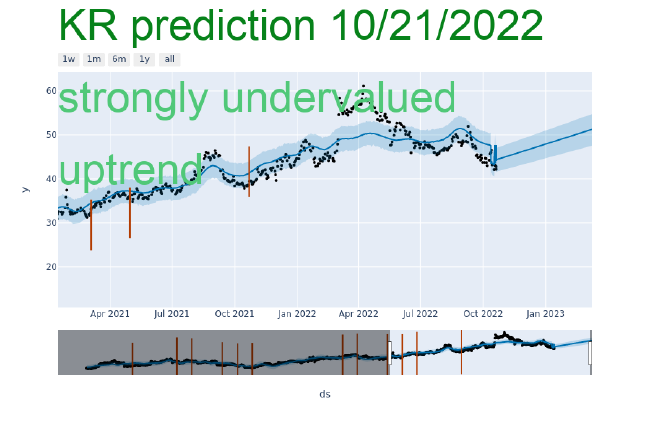 KR prediction 10/21/2022
1w 1m 6m 1y all
strongly undervalued
uptrend
60
50
40
30
20
y
Apr 2021 Jul 2021 Oct 2021 Jan 2022 Apr 2022 Jul 2022 Oct 2022 Jan 2023
ds